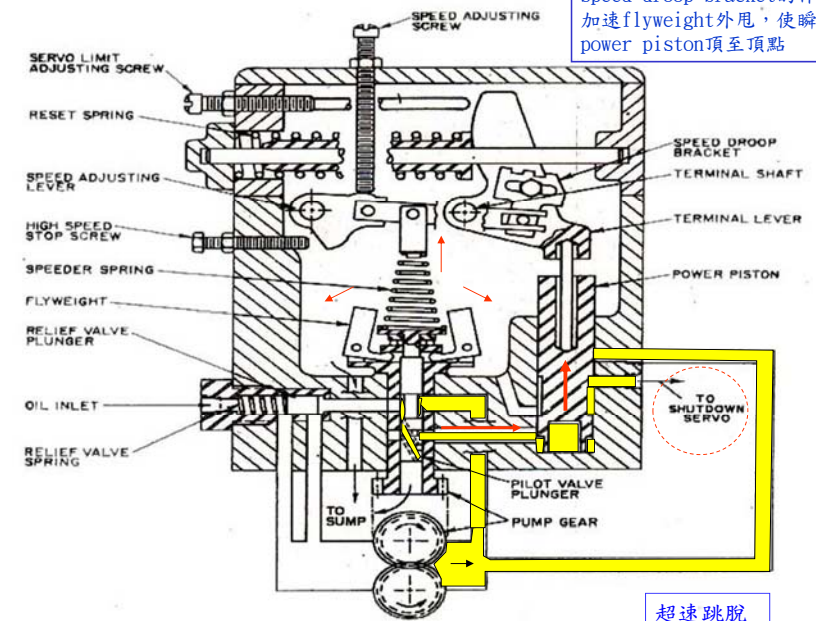 加速flyweight外甩，使瞬
power piston頂至頂點
SPEED ADJUSTING
SCREW
SERVO LIMIT
ADJUSTING SCREW
RESET SPRING
SPEED ADJUSTING
LEVER
HIGH SPEED
STOP SCREW
SPEEDER SPRING
FLYWEIGHT
RELIEF VALVE
PLUNGER
OIL INLET
RELIEF VALVE
SPRING
SPEED DROOP
BRACKET
TERMINAL SHAFT
TERMINAL LEVER
POWER PISTON
TO
SHUTDOWN
SERVO
PILOT VALVE
PLUNGER
PUMP GEAR
TO
SUMP
超速跳脫